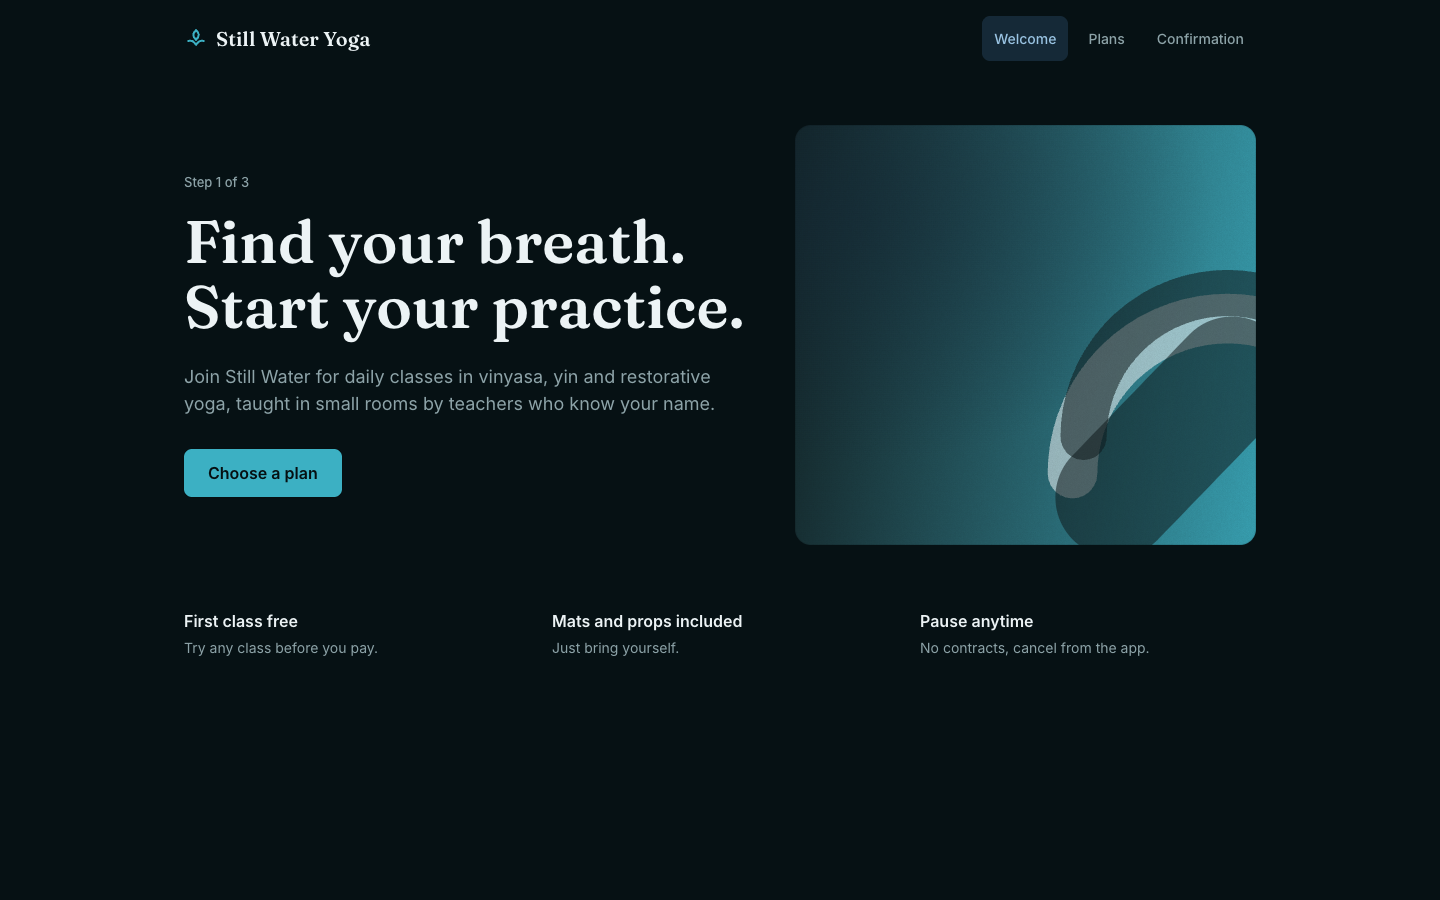 Still Water Yoga
Welcome
Plans
Confirmation
Step 1 of 3
Find your breath.
Start your practice.
Join Still Water for daily classes in vinyasa, yin and restorative
yoga, taught in small rooms by teachers who know your name.
Choose a plan
First class free
Try any class before you pay.
Mats and props included
Just bring yourself.
Pause anytime
No contracts, cancel from the app.